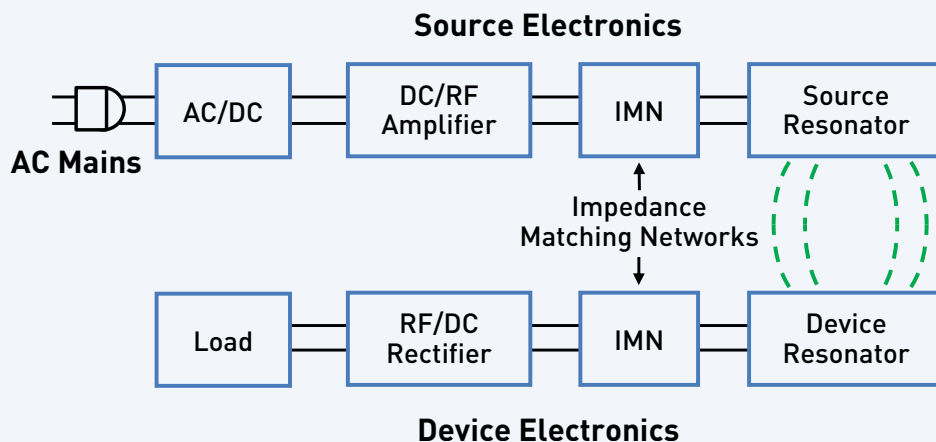 Source Electronics
AC Mains
AC/DC
DC/RF
Amplifier
IMN
Source
Resonator
Impedance
Matching Networks
Load
RF/DC
Rectifier
IMN
Device
Resonator
Device Electronics